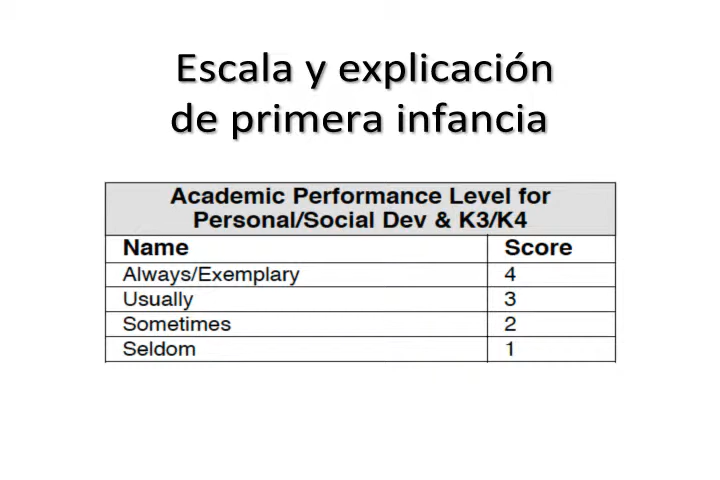 Escala y explicación
de primera infancia
Academic Performance Level for
Personal/Social Dev & K3/K4
Name Score
Always/Exemplary 4
Usually 3
Sometimes 2
Seldom 1